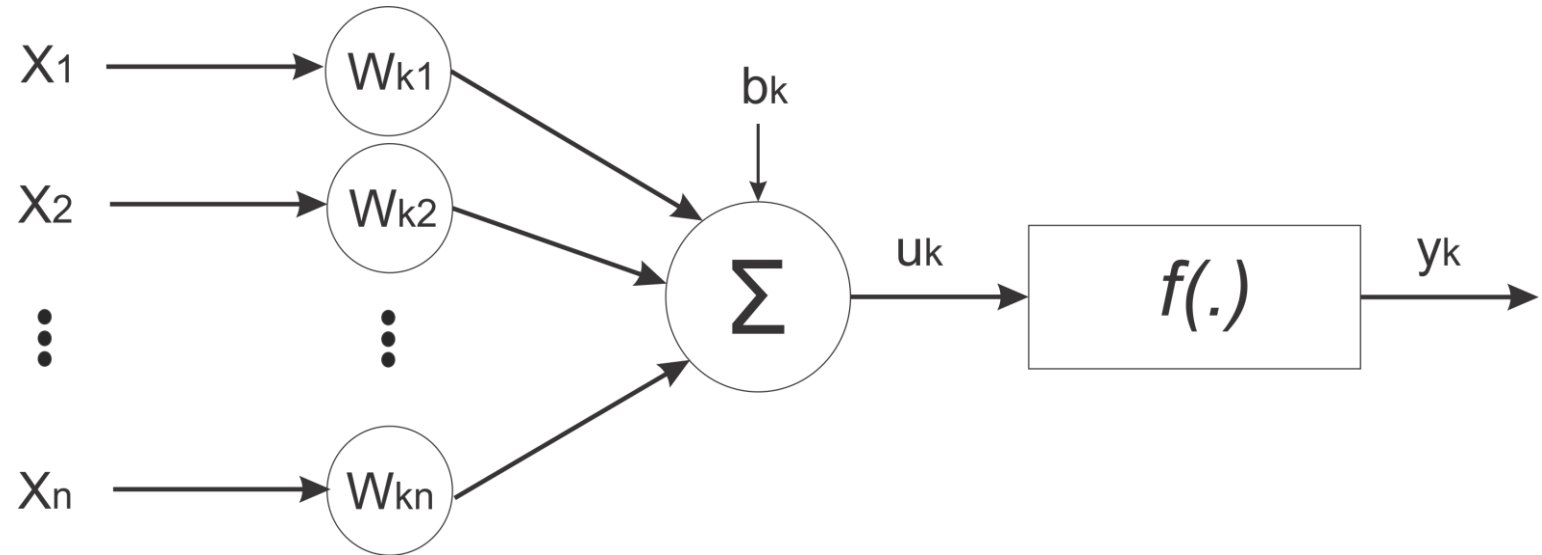 X1 Wk1
bk
X2 Wk2
Σ uk f(.) yk
Xn Wkn